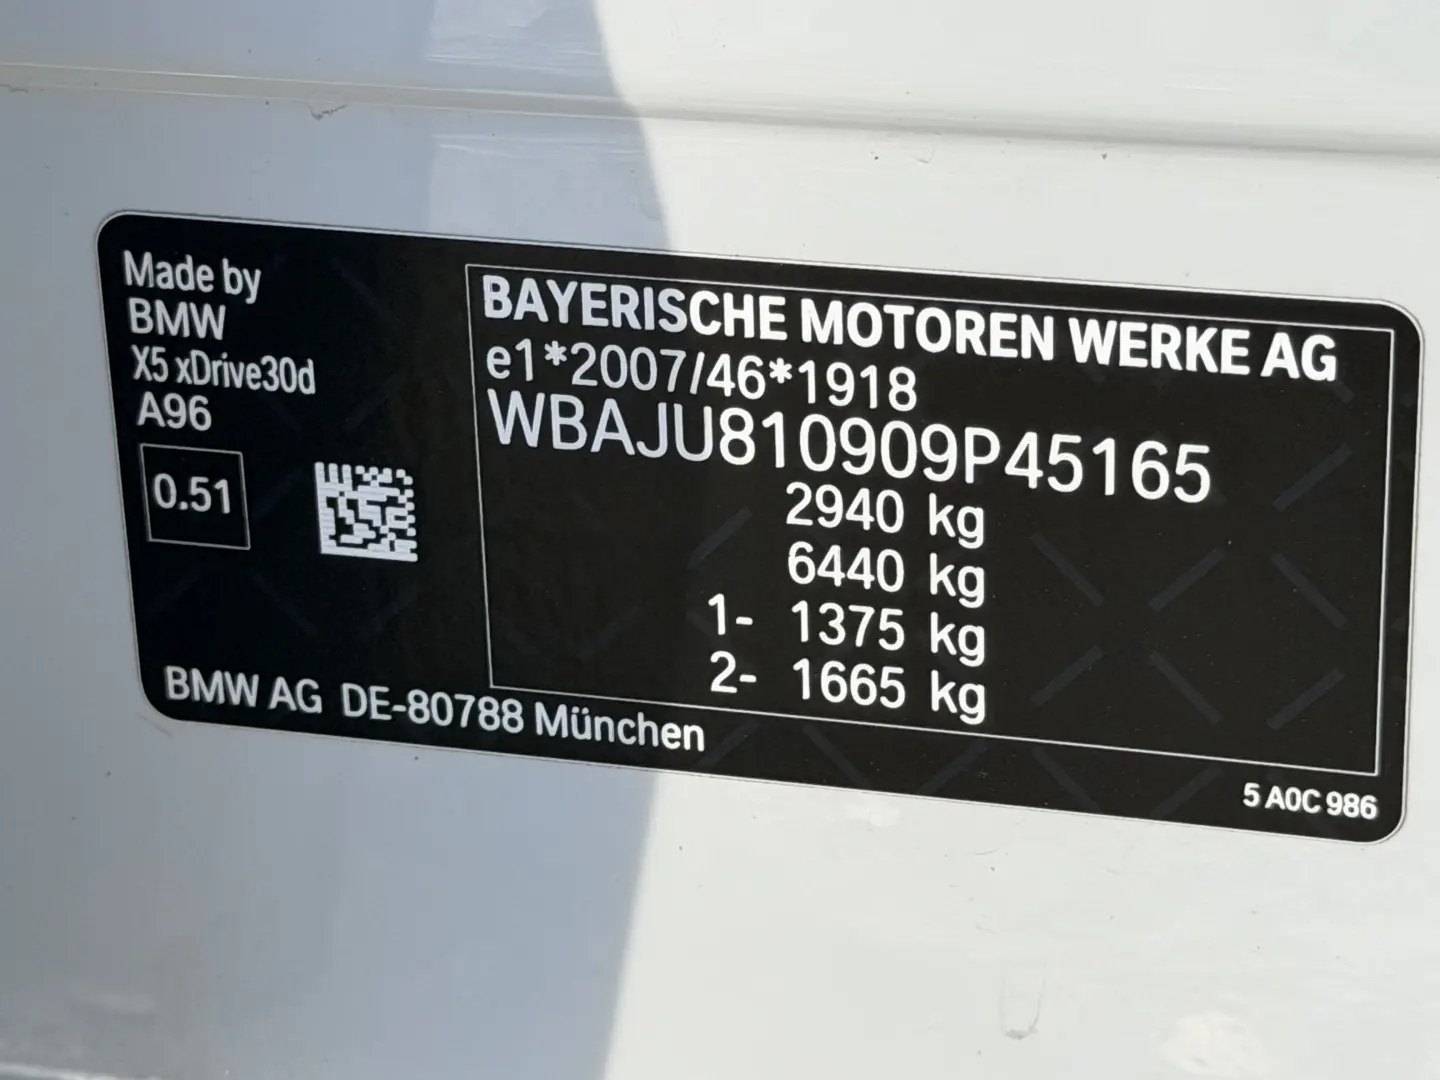 Made by
BMW
X5 xDrive30d
A96
0.51
BAYERISCHE MOTOREN WERKE AG
e1*2007/46*1918
WBAJU810909P45165
2940 kg
6440 kg
1- 1375 kg
2- 1665 kg
BMW AG DE-80788 München
5 A0C 986